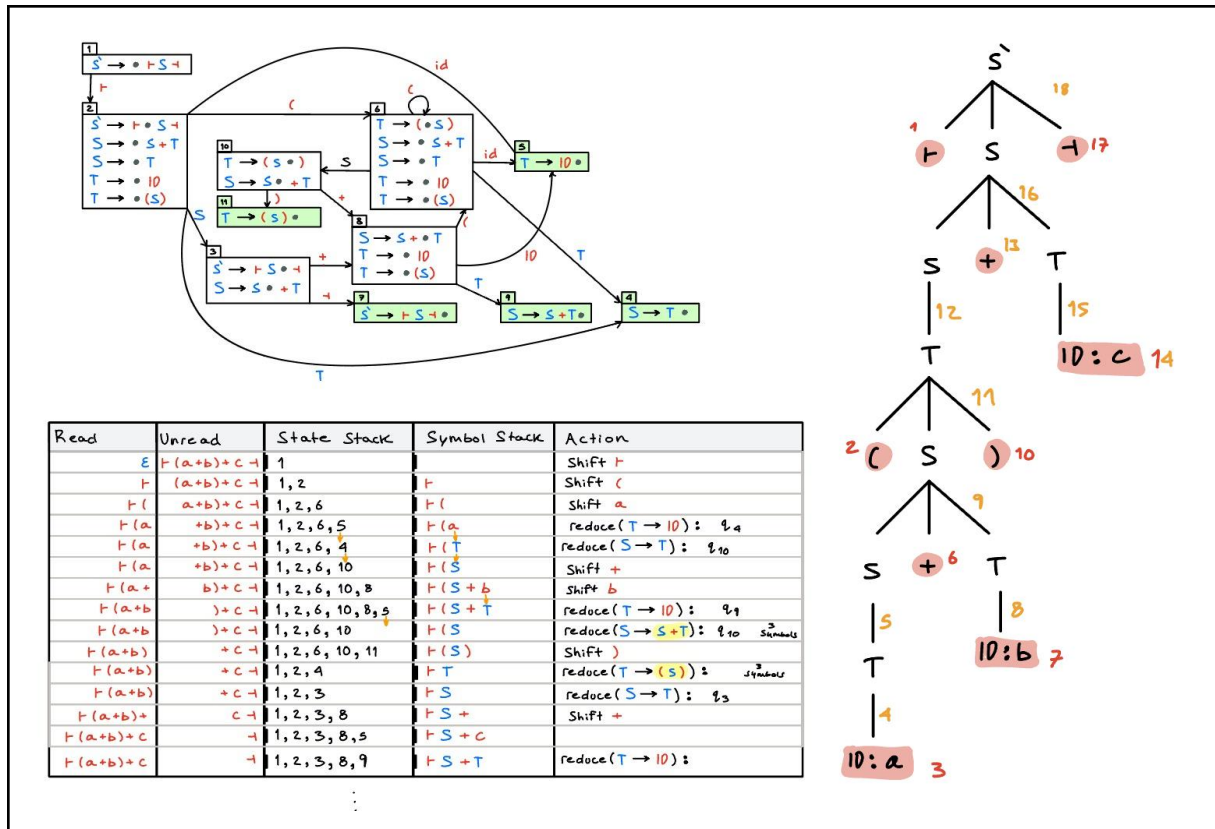 1
S` → • ⊢ S ⊣
⊢
2
S` → ⊢ • S ⊣
S → • S + T
S → • T
T → • ID
T → • (S)
(
id
6
(
T → ( • S)
S → • S + T
S → • T
T → • ID
T → • (S)
S
10
T → ( S • )
S → S • + T
)
11
T → ( S ) •
+
id
5
T → ID •
S
3
S` → ⊢ S • ⊣
S → S • + T
+
⊣
8
S → S + • T
T → • ID
T → • (S)
(
ID
T
T
7
S` → ⊢ S ⊣ •
9
S → S + T •
4
S → T •
T
Read Unread State Stack Symbol Stack Action
ε ⊢ (a+b)+ c ⊣ 1 Shift ⊢
⊢ (a+b)+ c ⊣ 1, 2 ⊢ Shift (
⊢ ( a+b)+ c ⊣ 1, 2, 6 ⊢ ( Shift a
⊢ (a +b)+ c ⊣ 1, 2, 6, 5 ⊢ (a reduce( T → ID ) : q4
⊢ (a +b)+ c ⊣ 1, 2, 6, 4 ⊢ ( T reduce( S → T ) : q10
⊢ (a +b)+ c ⊣ 1, 2, 6, 10 ⊢ ( S Shift +
⊢ (a+ b)+ c ⊣ 1, 2, 6, 10, 8 ⊢ ( S + b Shift b
⊢ (a+b )+ c ⊣ 1, 2, 6, 10, 8, 5 ⊢ ( S + T reduce( T → ID ) : q9
⊢ (a+b )+ c ⊣ 1, 2, 6, 10 ⊢ ( S reduce( S → S+T ) : q10 3 symbols
⊢ (a+b) + c ⊣ 1, 2, 6, 10, 11 ⊢ ( S ) Shift )
⊢ (a+b) + c ⊣ 1, 2, 4 ⊢ T reduce( T → ( S ) ) : 3 symbols
⊢ (a+b) + c ⊣ 1, 2, 3 ⊢ S reduce( S → T ) : q3
⊢ (a+b)+ c ⊣ 1, 2, 3, 8 ⊢ S + Shift +
⊢ (a+b)+ c ⊣ 1, 2, 3, 8, 5 ⊢ S + c
⊢ (a+b)+ c ⊣ 1, 2, 3, 8, 9 ⊢ S + T reduce( T → ID ) :
S`
18
1 ⊢ S ⊣ 17
16
S + 13 T
12 15
T ID : c 14
11
2 ( S ) 10
9
S + 6 T
5 8
T ID:b 7
4
ID: a 3